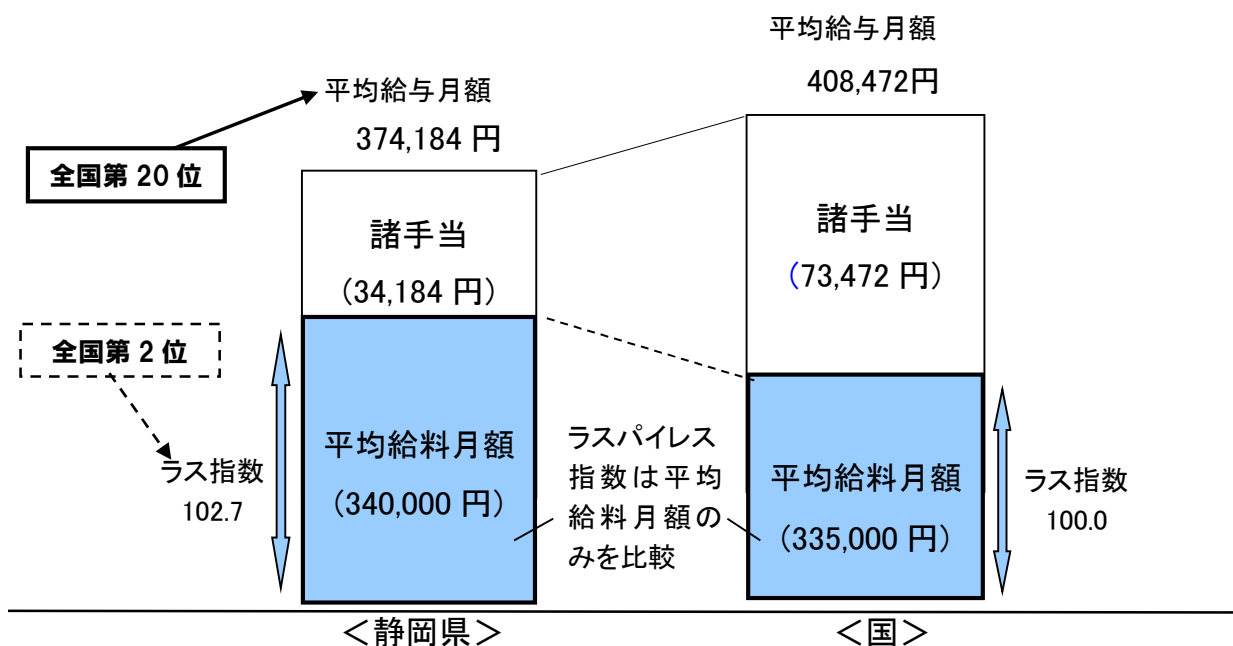 平均給与月額
408,472円
平均給与月額
374,184 円
全国第 20 位
諸手当
(34,184 円)
諸手当
(73,472 円)
全国第 2 位
ラス指数
102.7
平均給料月額
(340,000 円)
ラスパイレス
指数は平均
給料月額の
みを比較
平均給料月額
(335,000 円)
ラス指数
100.0
＜静岡県＞
＜国＞